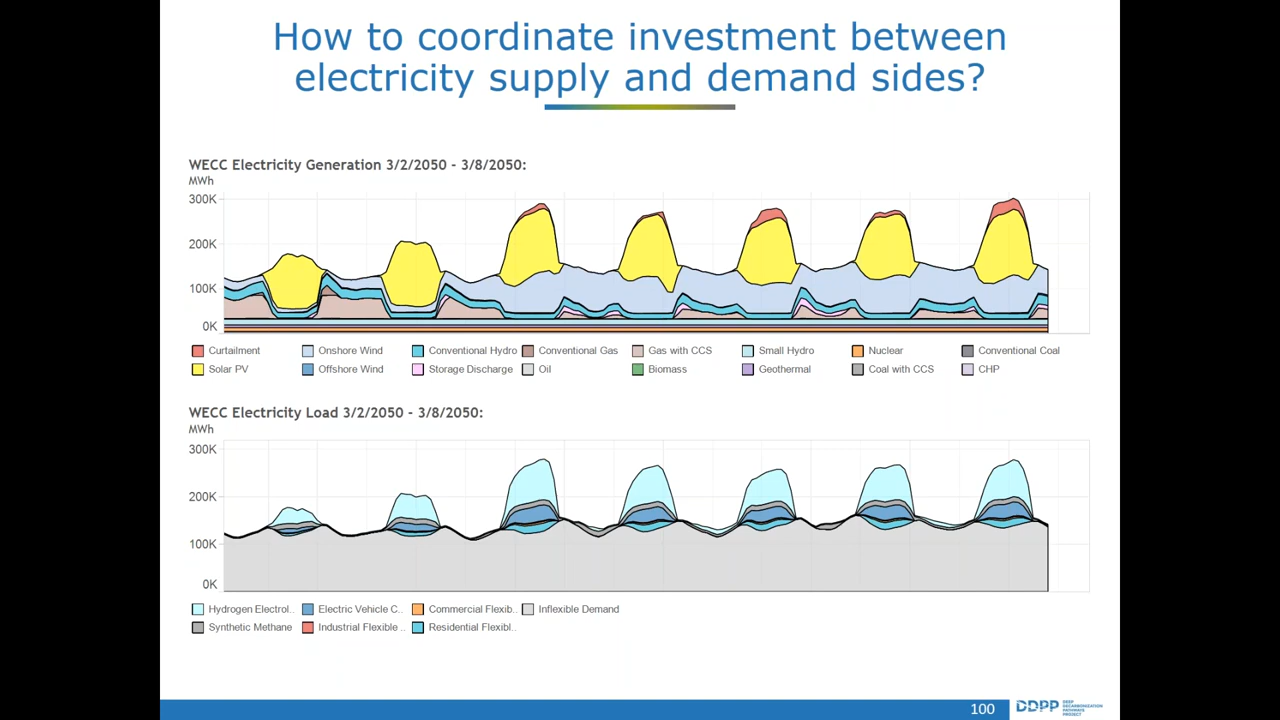 How to coordinate investment between
electricity supply and demand sides?
WECC Electricity Generation 3/2/2050 - 3/8/2050:
MWh
300K
200K
100K
0K
Curtailment Onshore Wind Conventional Hydro Conventional Gas Gas with CCS Small Hydro Nuclear Conventional Coal
Solar PV Offshore Wind Storage Discharge Oil Biomass Geothermal Coal with CCS CHP
WECC Electricity Load 3/2/2050 - 3/8/2050:
MWh
300K
200K
100K
0K
Hydrogen Electrol.. Electric Vehicle C.. Commercial Flexib.. Inflexible Demand
Synthetic Methane Industrial Flexible .. Residential Flexibl..
100
DDPP
DEEP
DECARBONIZATION
PATHWAYS
PROJECT